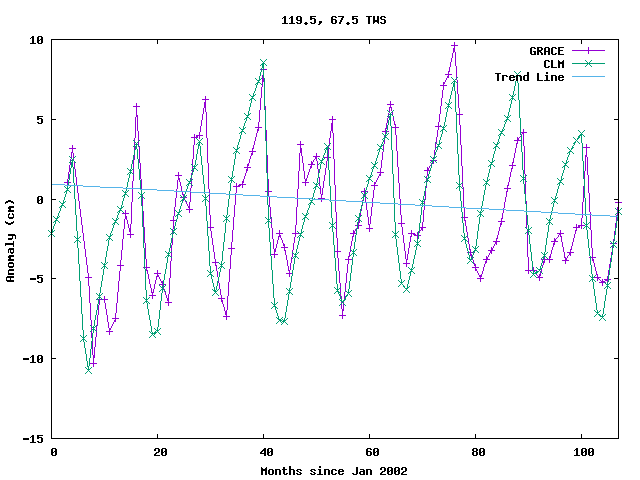 119.5, 67.5 TWS
10
GRACE
CLM
Trend Line
5
0
Anomaly (cm)
-5
-10
-15
0 20 40 60 80 100
Months since Jan 2002